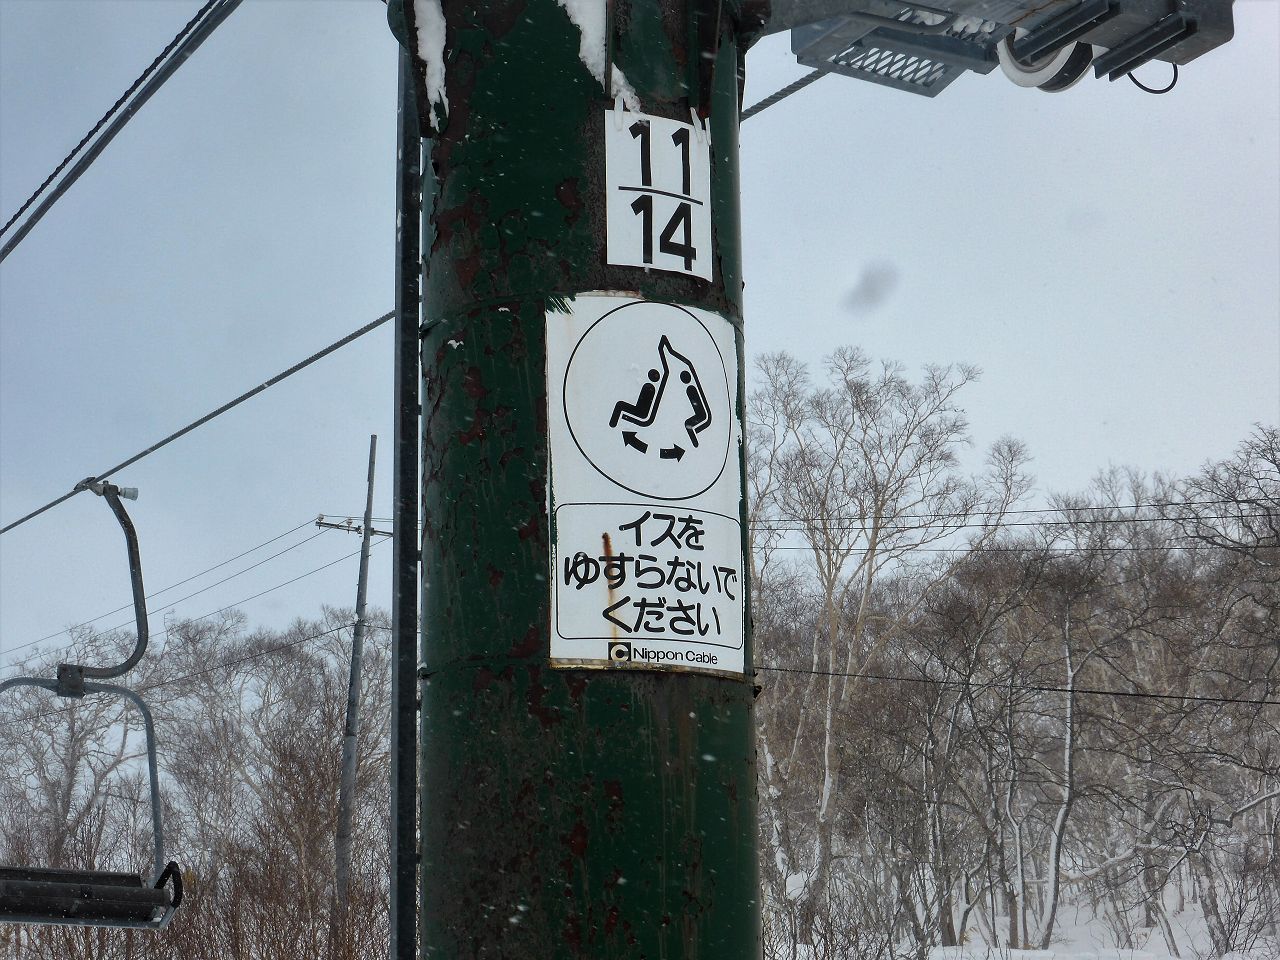 11
14
イスを
ゆすらないで
ください
Nippon Cable